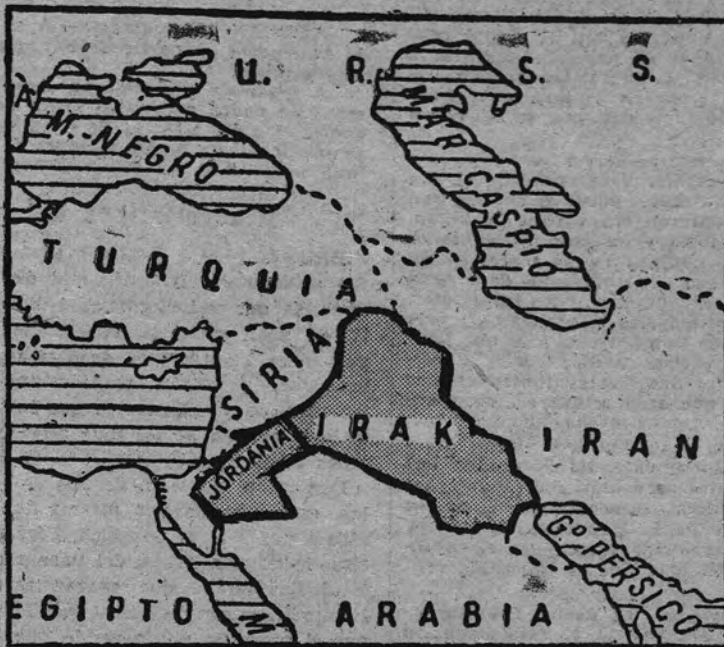 U. R. S. S.
M.-NEGRO
MAR CASPIO
TURQUIA
SIRIA
JORDANIA
IRAK
IRAN
Gº PERSICO
EGIPTO
M
ARABIA